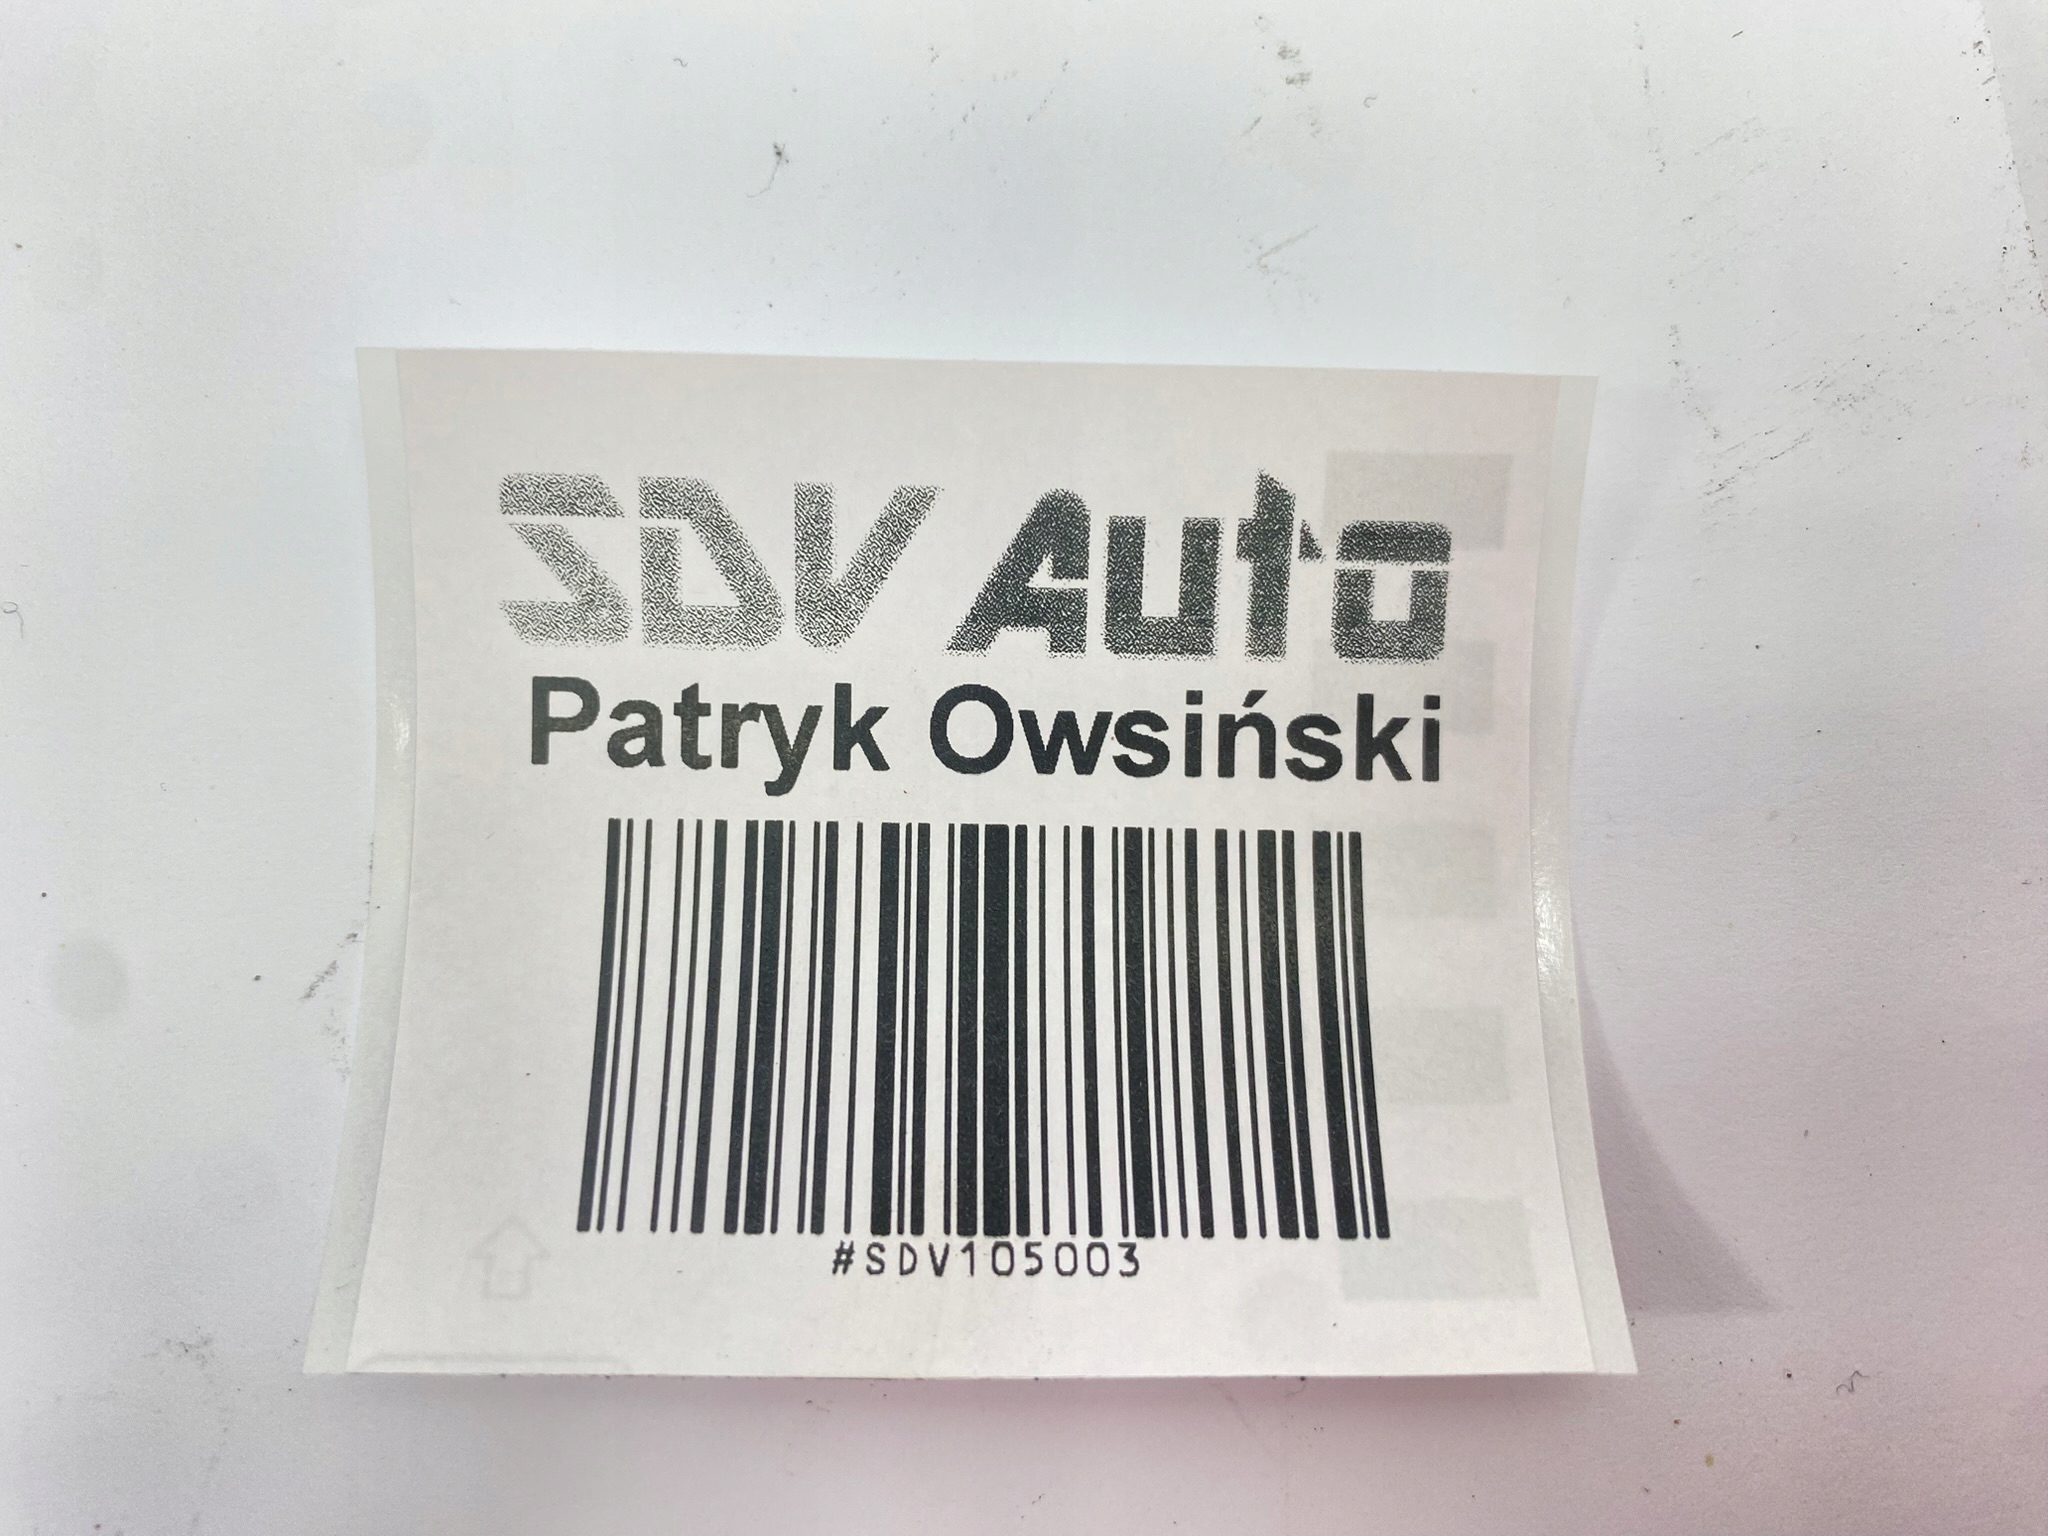 SDV Auto
Patryk Owsiński
#SDV105003